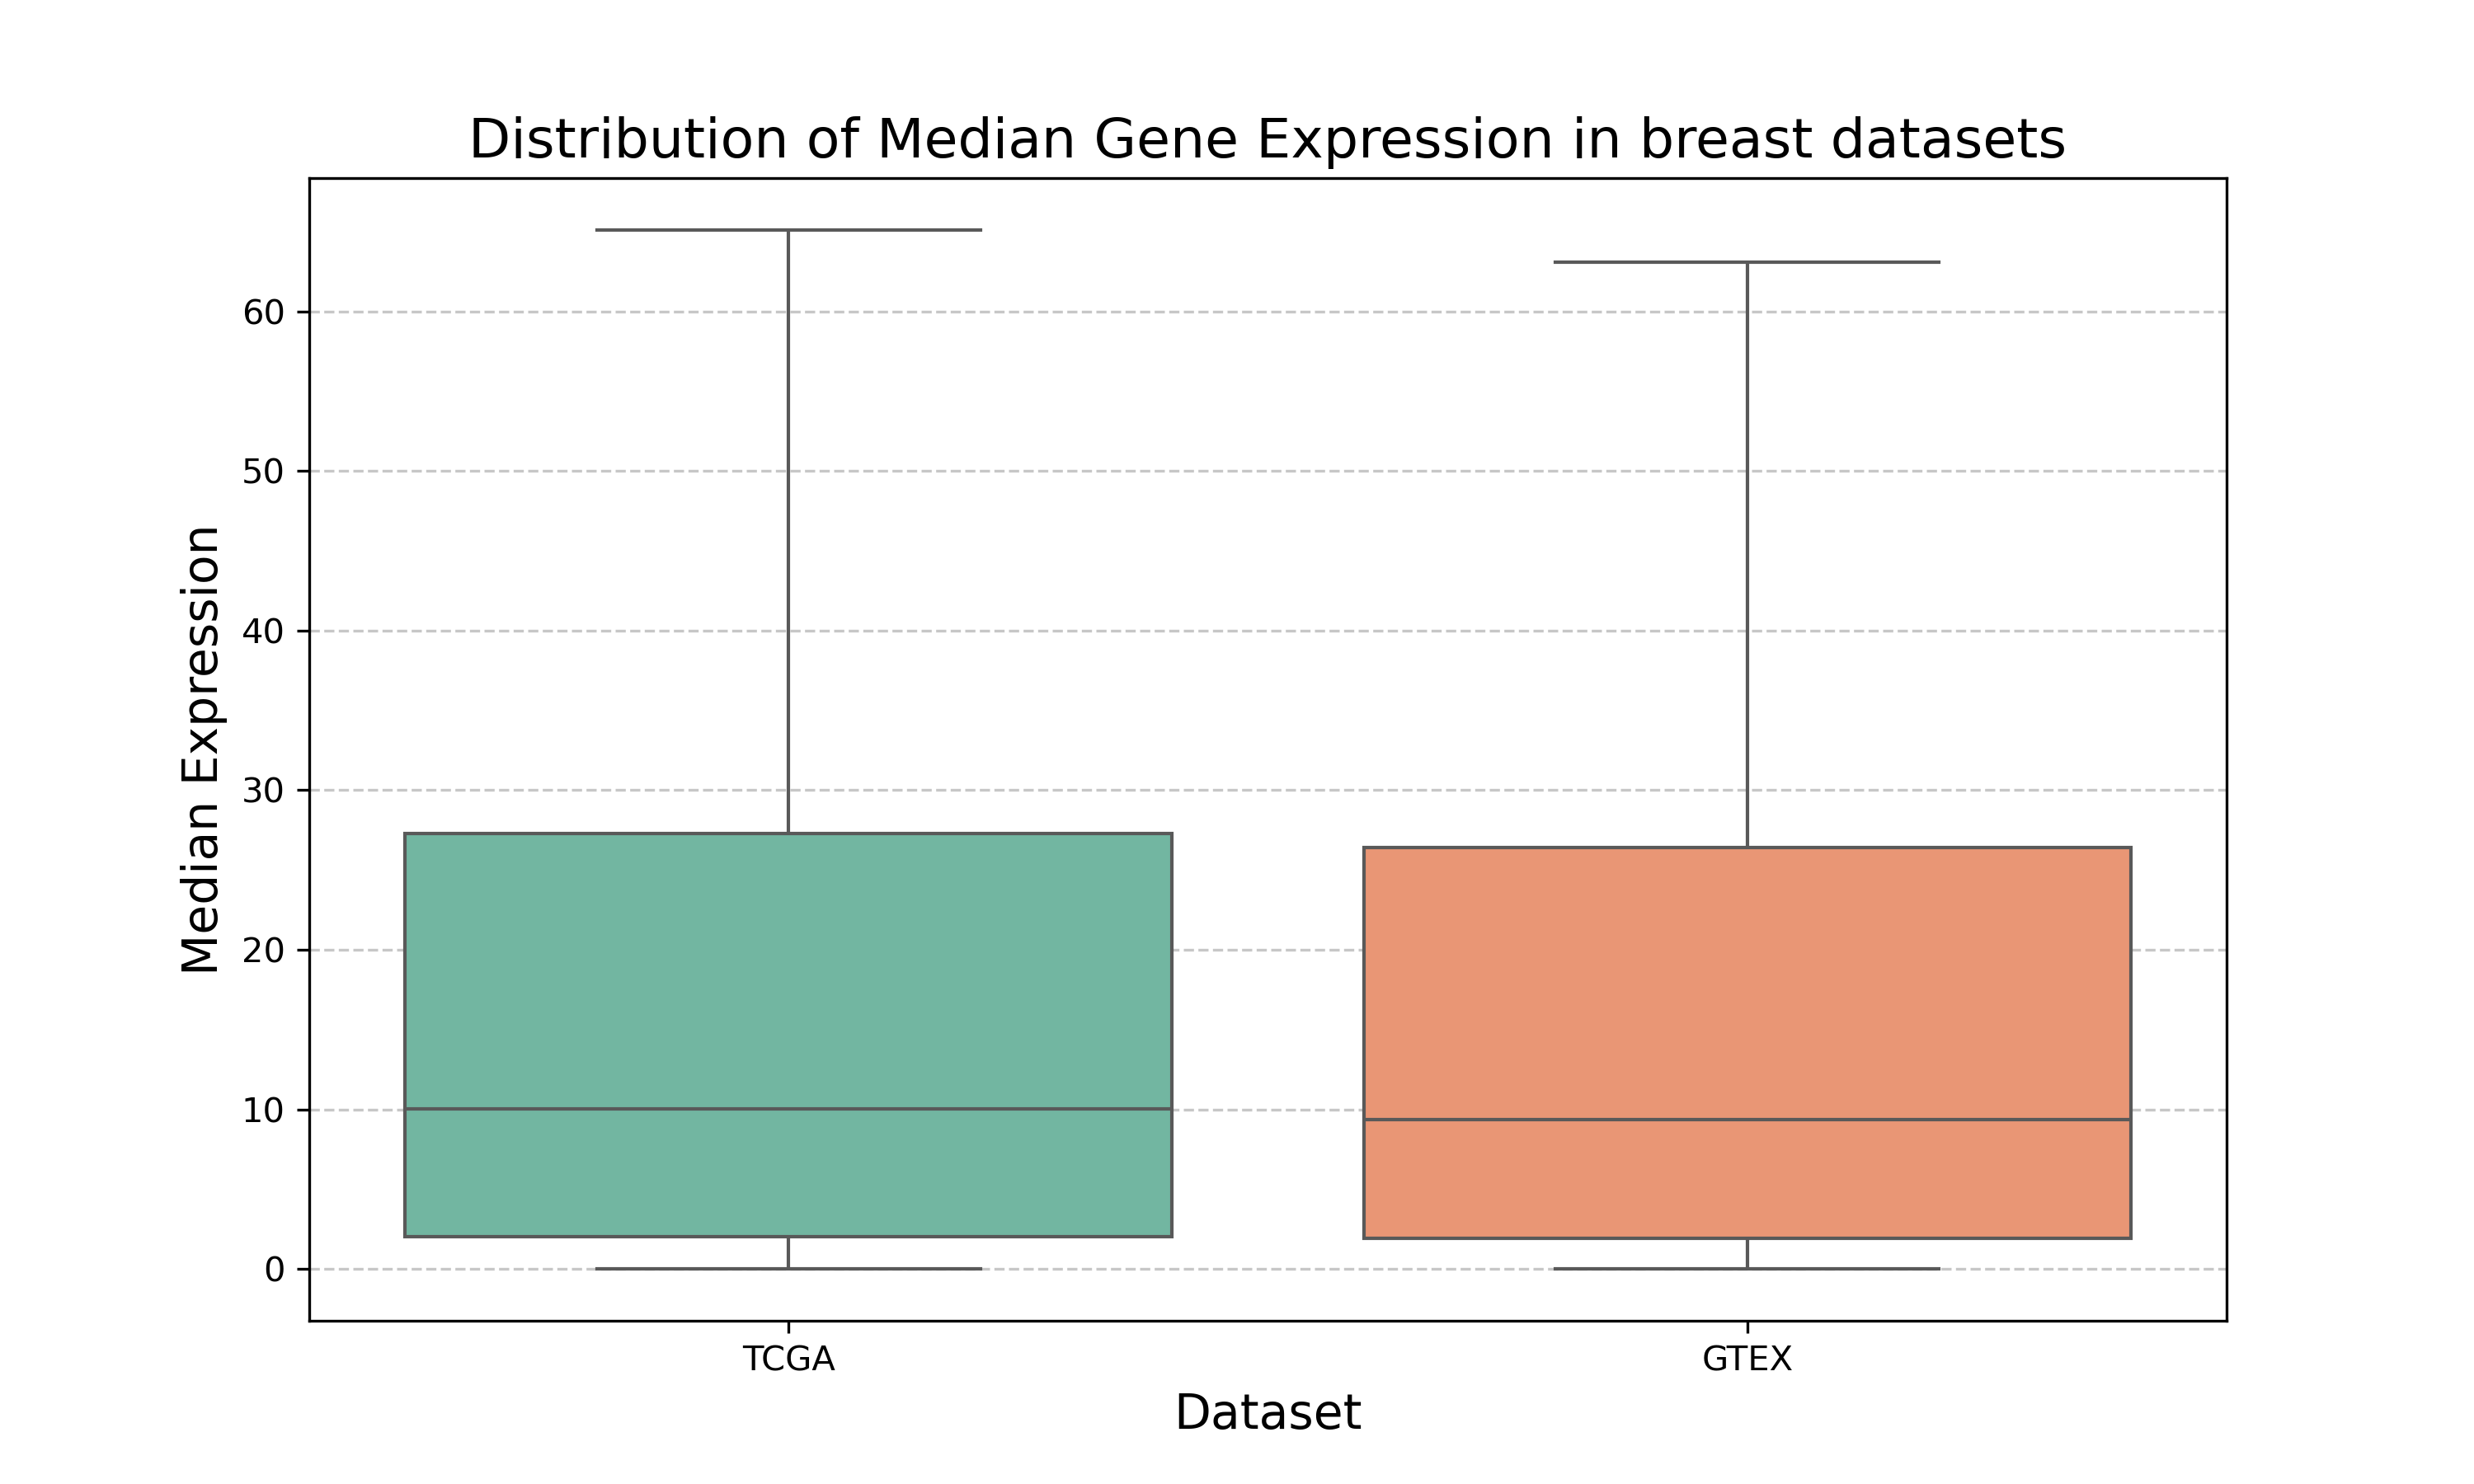 Distribution of Median Gene Expression in breast datasets
Median Expression
60
50
40
30
20
10
0
TCGA
GTEX
Dataset